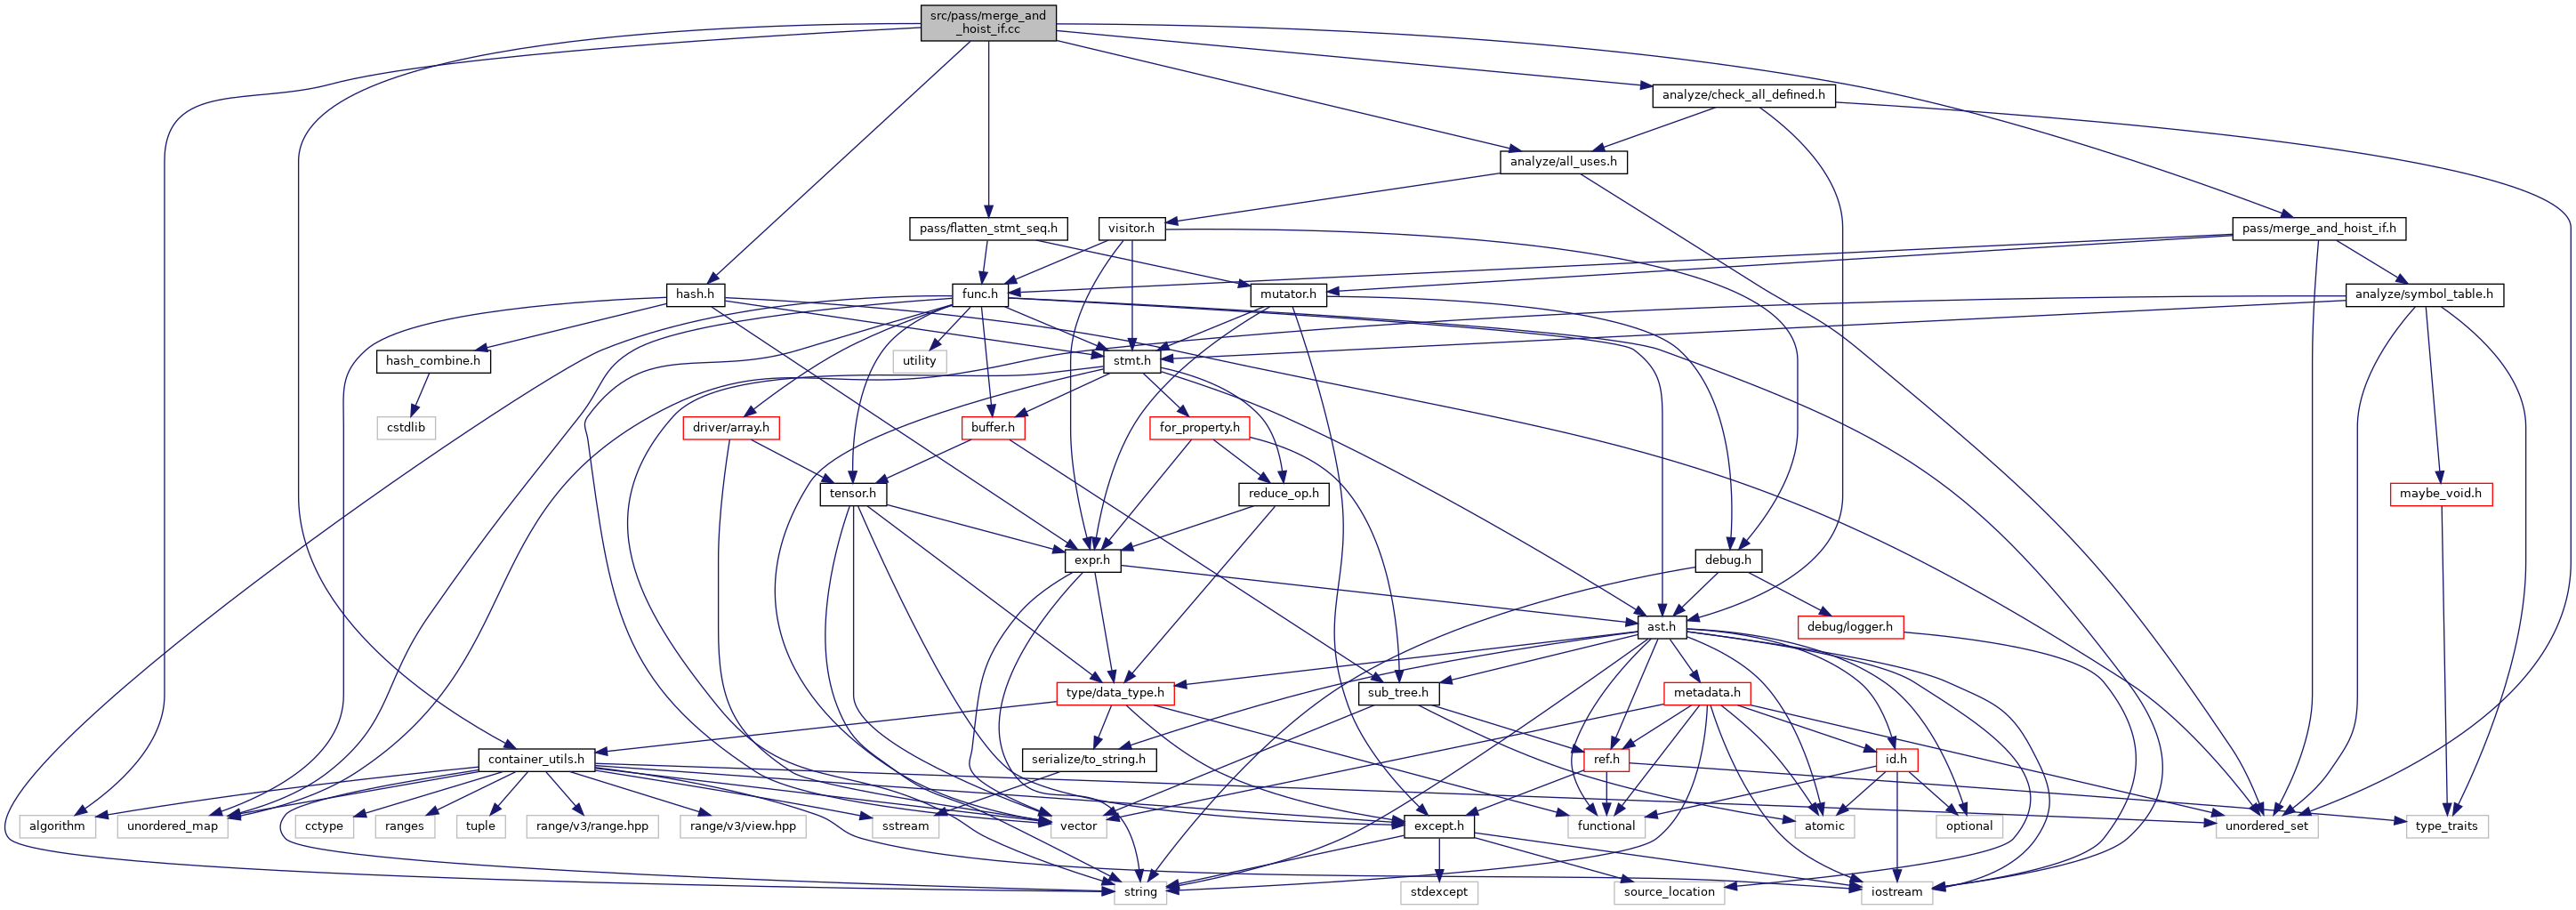 src/pass/merge_and
_hoist_if.cc
analyze/check_all_defined.h
analyze/all_uses.h
pass/flatten_stmt_seq.h
visitor.h
pass/merge_and_hoist_if.h
hash.h
func.h
mutator.h
analyze/symbol_table.h
hash_combine.h
utility
stmt.h
cstdlib
driver/array.h
buffer.h
for_property.h
tensor.h
reduce_op.h
maybe_void.h
expr.h
debug.h
ast.h
debug/logger.h
type/data_type.h
sub_tree.h
metadata.h
container_utils.h
serialize/to_string.h
ref.h
id.h
algorithm
unordered_map
cctype
ranges
tuple
range/v3/range.hpp
range/v3/view.hpp
sstream
vector
except.h
functional
atomic
optional
unordered_set
type_traits
string
stdexcept
source_location
iostream